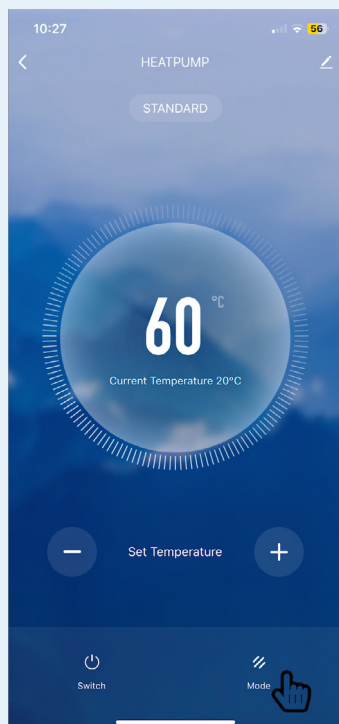 10:27
56
HEATPUMP
STANDARD
60 °C
Current Temperature 20°C
Set Temperature
Switch
Mode